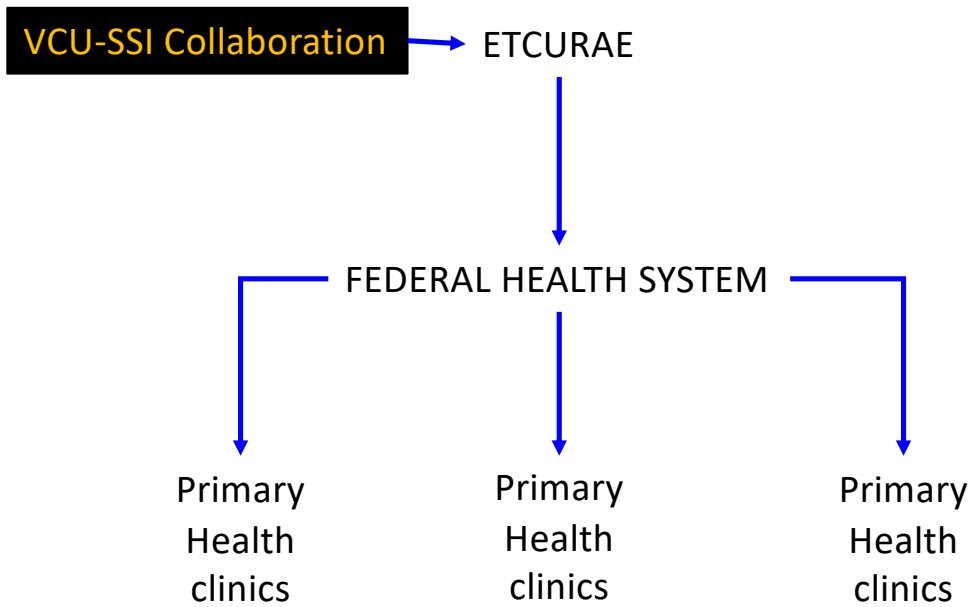 VCU-SSI Collaboration
ETCURAE
FEDERAL HEALTH SYSTEM
Primary
Health
clinics
Primary
Health
clinics
Primary
Health
clinics